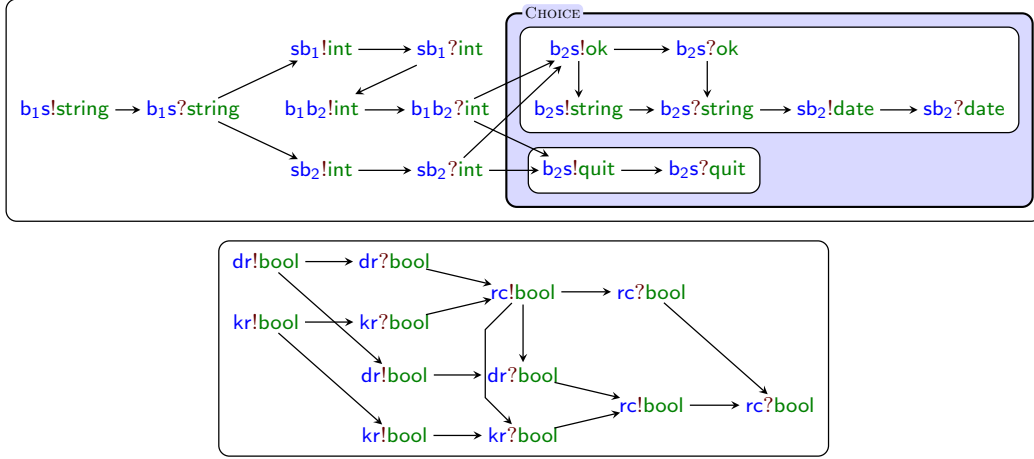 CHOICE
sb₁!int sb₁?int b₂s!ok b₂s?ok
b₁s!string b₁s?string b₁b₂!int b₁b₂?int b₂s!string b₂s?string sb₂!date sb₂?date
sb₂!int sb₂?int b₂s!quit b₂s?quit
dr!bool dr?bool
rc!bool rc?bool
kr!bool kr?bool
dr!bool dr?bool
rc!bool rc?bool
kr!bool kr?bool